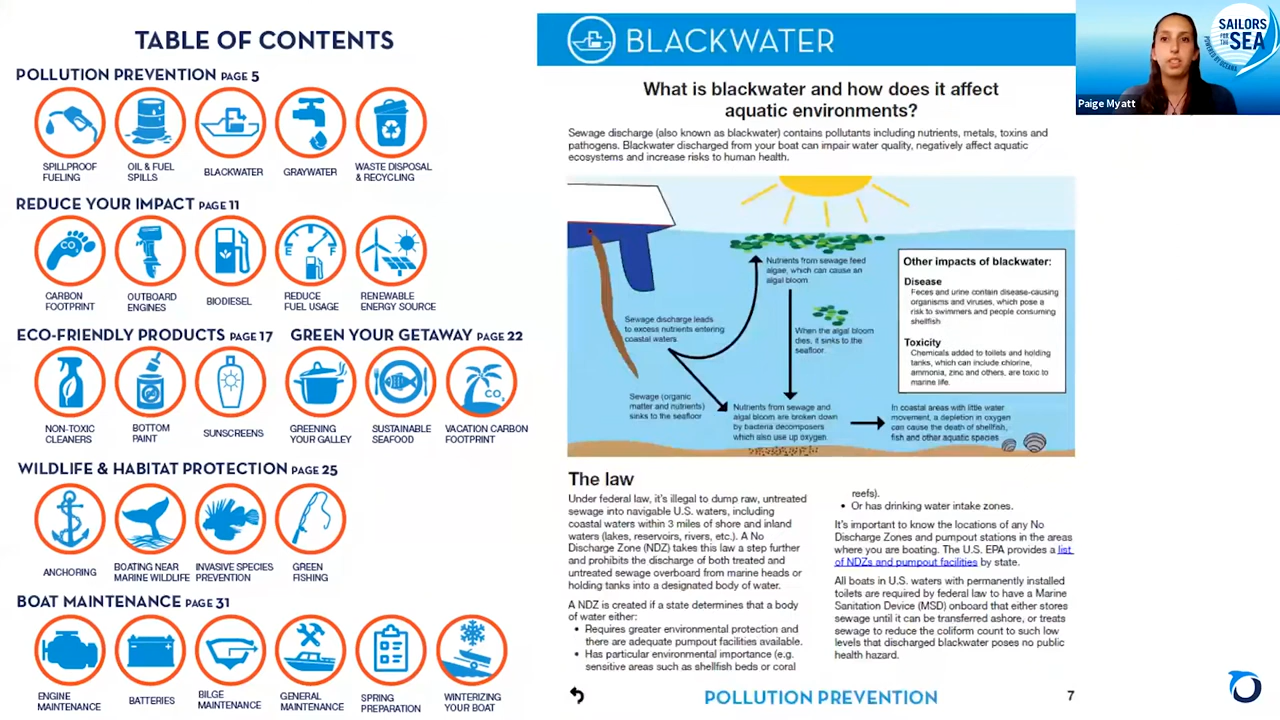 TABLE OF CONTENTS
POLLUTION PREVENTION PAGE 5
SPILLPROOF
FUELING
OIL & FUEL
SPILLS
BLACKWATER
GRAYWATER
WASTE DISPOSAL
& RECYCLING
REDUCE YOUR IMPACT PAGE 11
CO2
E
F
CARBON
FOOTPRINT
OUTBOARD
ENGINES
BIODIESEL
REDUCE
FUEL USAGE
RENEWABLE
ENERGY SOURCE
ECO-FRIENDLY PRODUCTS PAGE 17
NON-TOXIC
CLEANERS
BOTTOM
PAINT
SUNSCREENS
GREEN YOUR GETAWAY PAGE 22
CO2
GREENING
YOUR GALLEY
SUSTAINABLE
SEAFOOD
VACATION CARBON
FOOTPRINT
WILDLIFE & HABITAT PROTECTION PAGE 25
ANCHORING
BOATING NEAR
MARINE WILDLIFE
INVASIVE SPECIES
PREVENTION
GREEN
FISHING
BOAT MAINTENANCE PAGE 31
ENGINE
MAINTENANCE
BATTERIES
BILGE
MAINTENANCE
GENERAL
MAINTENANCE
SPRING
PREPARATION
WINTERIZING
YOUR BOAT
BLACKWATER
What is blackwater and how does it affect
aquatic environments?
Sewage discharge (also known as blackwater) contains pollutants including nutrients, metals, toxins and
pathogens. Blackwater discharged from your boat can impair water quality, negatively affect aquatic
ecosystems and increase risks to human health.
Nutrients from sewage feed
algae, which can cause an
algal bloom
Sewage discharge leads
to excess nutrients entering
coastal waters
When the algal bloom
dies, it sinks to the
seafloor
Sewage (organic
matter and nutrients)
sinks to the seafloor
Nutrients from sewage and
algal bloom are broken down
by bacteria decomposers
which also use up oxygen
In coastal areas with little water
movement, a depletion in oxygen
can cause the death of shellfish,
fish and other aquatic species
Other impacts of blackwater:
Disease
Feces and urine contain disease-causing
organisms and viruses, which pose a
risk to swimmers and people consuming
shellfish
Toxicity
Chemicals added to toilets and holding
tanks, which can include chlorine,
ammonia, zinc and others, are toxic to
marine life.
The law
Under federal law, it's illegal to dump raw, untreated
sewage into navigable U.S. waters, including
coastal waters within 3 miles of shore and inland
waters (lakes, reservoirs, rivers, etc.). A No
Discharge Zone (NDZ) takes this law a step further
and prohibits the discharge of both treated and
untreated sewage overboard from marine heads or
holding tanks into a designated body of water.
A NDZ is created if a state determines that a body
of water either:
• Requires greater environmental protection and
there are adequate pumpout facilities available.
• Has particular environmental importance (e.g.
sensitive areas such as shellfish beds or coral
reefs).
• Or has drinking water intake zones.
It's important to know the locations of any No
Discharge Zones and pumpout stations in the areas
where you are boating. The U.S. EPA provides a list
of NDZs and pumpout facilities by state.
All boats in U.S. waters with permanently installed
toilets are required by federal law to have a Marine
Sanitation Device (MSD) onboard that either stores
sewage until it can be transferred ashore, or treats
sewage to reduce the coliform count to such low
levels that discharged blackwater poses no public
health hazard.
POLLUTION PREVENTION
7
SAILORS
FOR THE
SEA
POWERED BY OCEANA
Paige Myatt